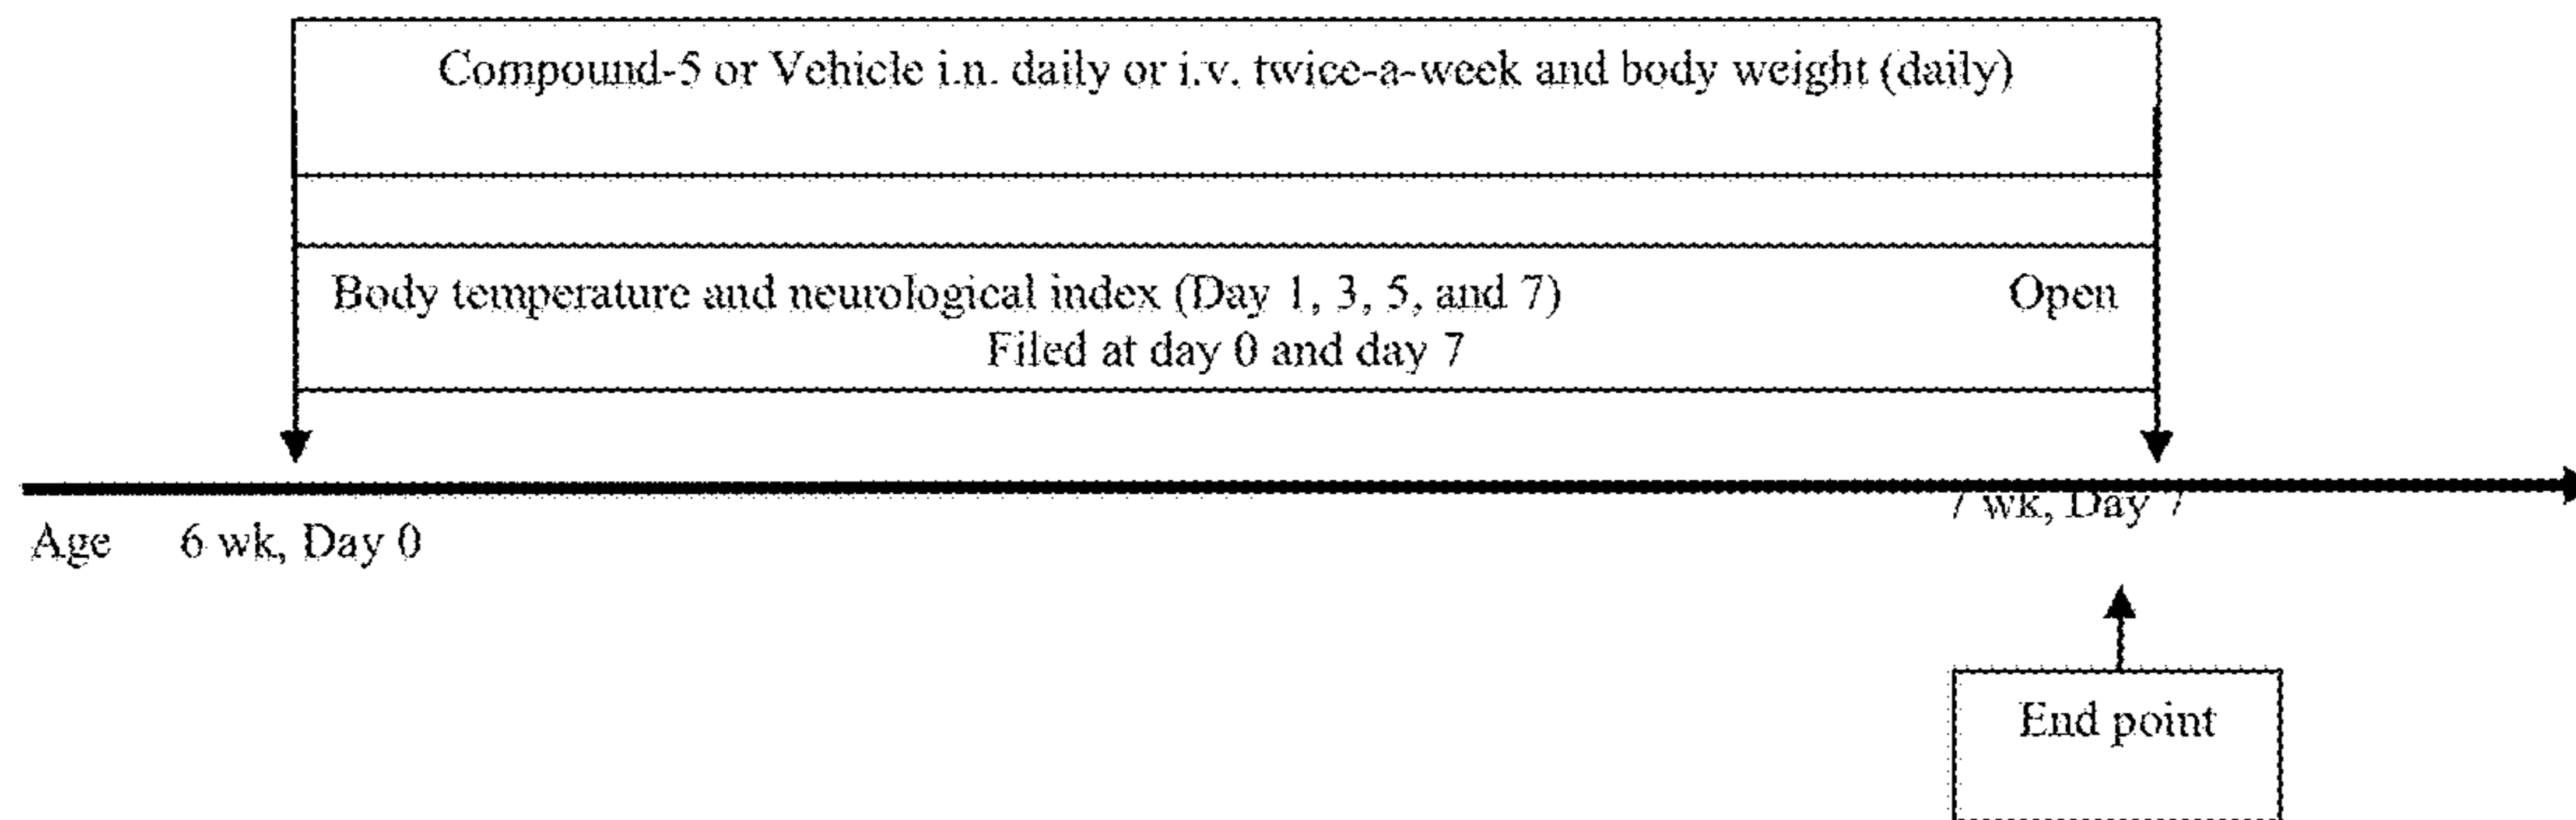 Compound-5 or Vehicle i.n. daily or i.v. twice-a-week and body weight (daily)
Body temperature and neurological index (Day 1, 3, 5, and 7) Open
Filed at day 0 and day 7
7 wk, Day 7
Age 6 wk, Day 0
End point